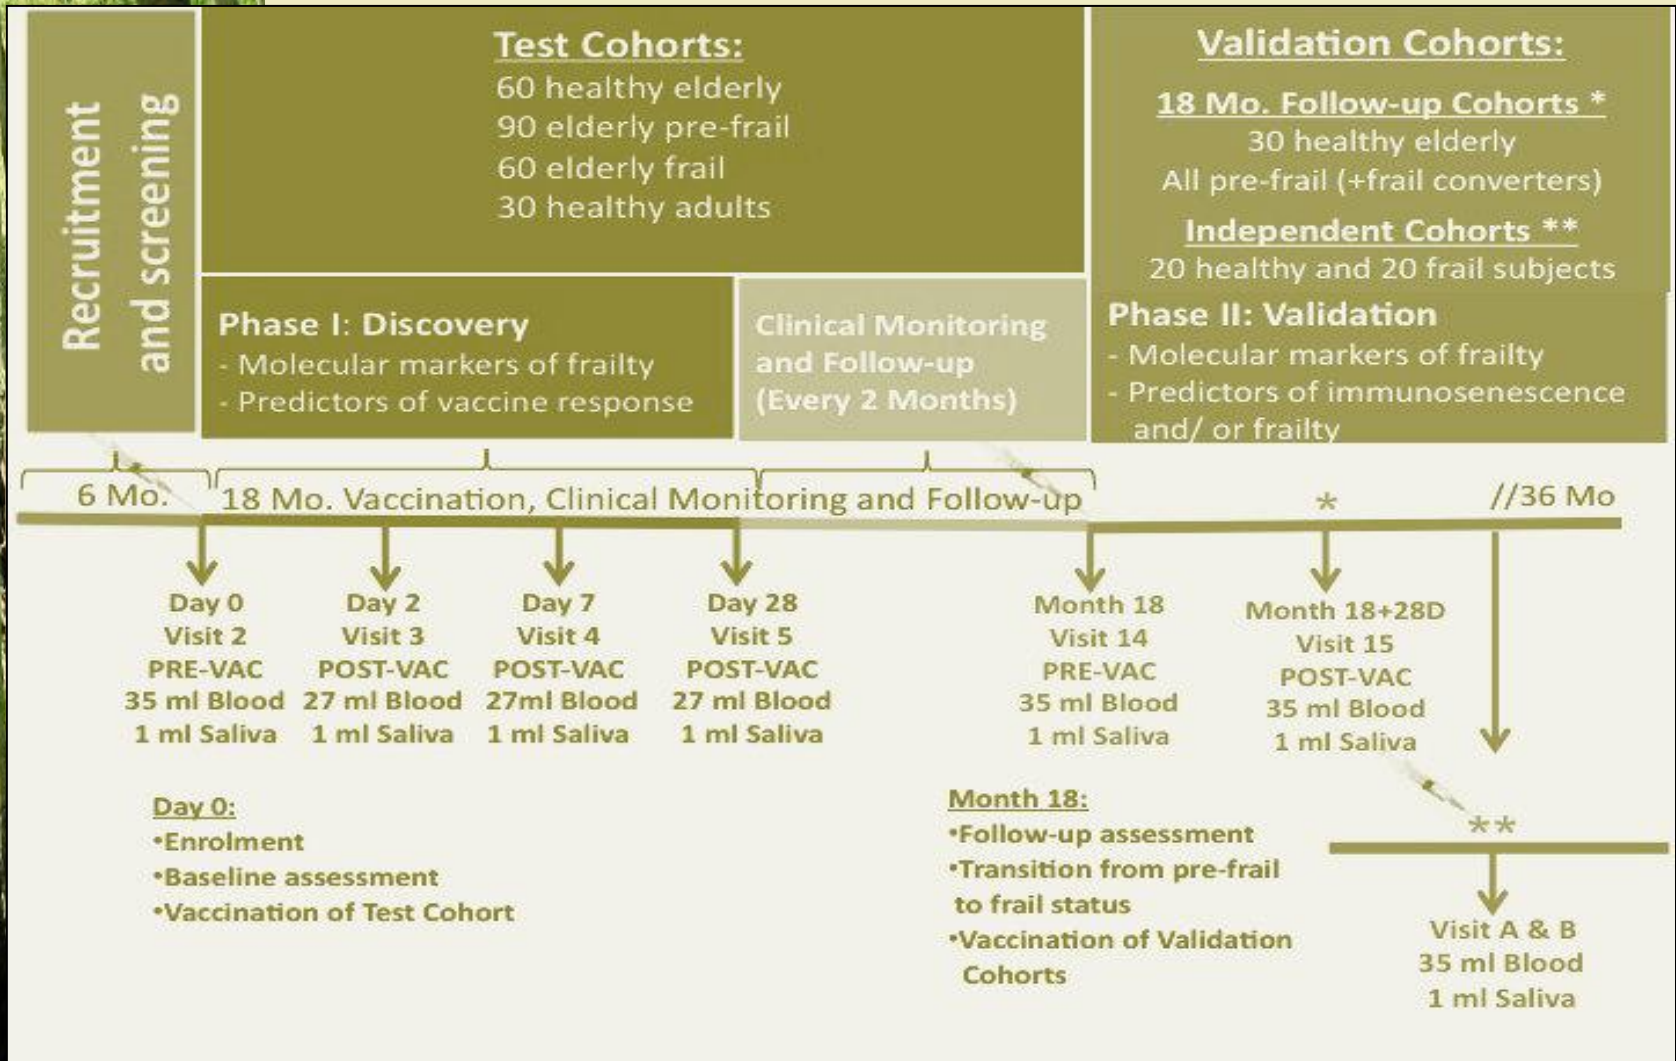 Recruitment
and screening
Test Cohorts:
60 healthy elderly
90 elderly pre-frail
60 elderly frail
30 healthy adults
Validation Cohorts:
18 Mo. Follow-up Cohorts *
30 healthy elderly
All pre-frail (+frail converters)
Independent Cohorts **
20 healthy and 20 frail subjects
Phase I: Discovery
- Molecular markers of frailty
- Predictors of vaccine response
Clinical Monitoring
and Follow-up
(Every 2 Months)
Phase II: Validation
- Molecular markers of frailty
- Predictors of immunosenescence
and/ or frailty
6 Mo.
18 Mo. Vaccination, Clinical Monitoring and Follow-up
*
//36 Mo
Day 0
Visit 2
PRE-VAC
35 ml Blood
1 ml Saliva
Day 2
Visit 3
POST-VAC
27 ml Blood
1 ml Saliva
Day 7
Visit 4
POST-VAC
27ml Blood
1 ml Saliva
Day 28
Visit 5
POST-VAC
27 ml Blood
1 ml Saliva
Month 18
Visit 14
PRE-VAC
35 ml Blood
1 ml Saliva
Month 18+28D
Visit 15
POST-VAC
35 ml Blood
1 ml Saliva
Day 0:
•Enrolment
•Baseline assessment
•Vaccination of Test Cohort
Month 18:
•Follow-up assessment
•Transition from pre-frail
to frail status
•Vaccination of Validation
Cohorts
**
Visit A & B
35 ml Blood
1 ml Saliva